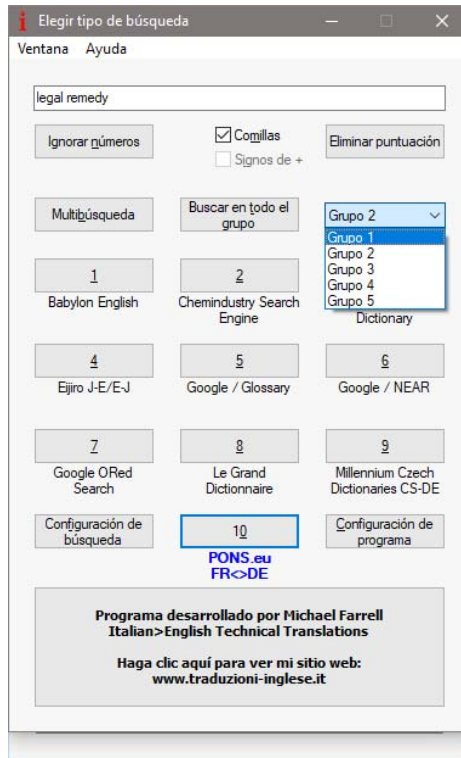 Elegir tipo de búsqueda
Ventana Ayuda
legal remedy
Ignorar números
Comillas
Signos de +
Eliminar puntuación
Multibúsqueda
Buscar en todo el
grupo
Grupo 2
Grupo 1
Grupo 2
Grupo 3
Grupo 4
Grupo 5
1
Babylon English
2
Chemindustry Search
Engine
Dictionary
4
Eijiro J-E/E-J
5
Google / Glossary
6
Google / NEAR
7
Google ORed
Search
8
Le Grand
Dictionnaire
9
Millennium Czech
Dictionaries CS-DE
Configuración de
búsqueda
10
PONS.eu
FR<>DE
Configuración de
programa
Programa desarrollado por Michael Farrell
Italian>English Technical Translations
Haga clic aquí para ver mi sitio web:
www.traduzioni-inglese.it